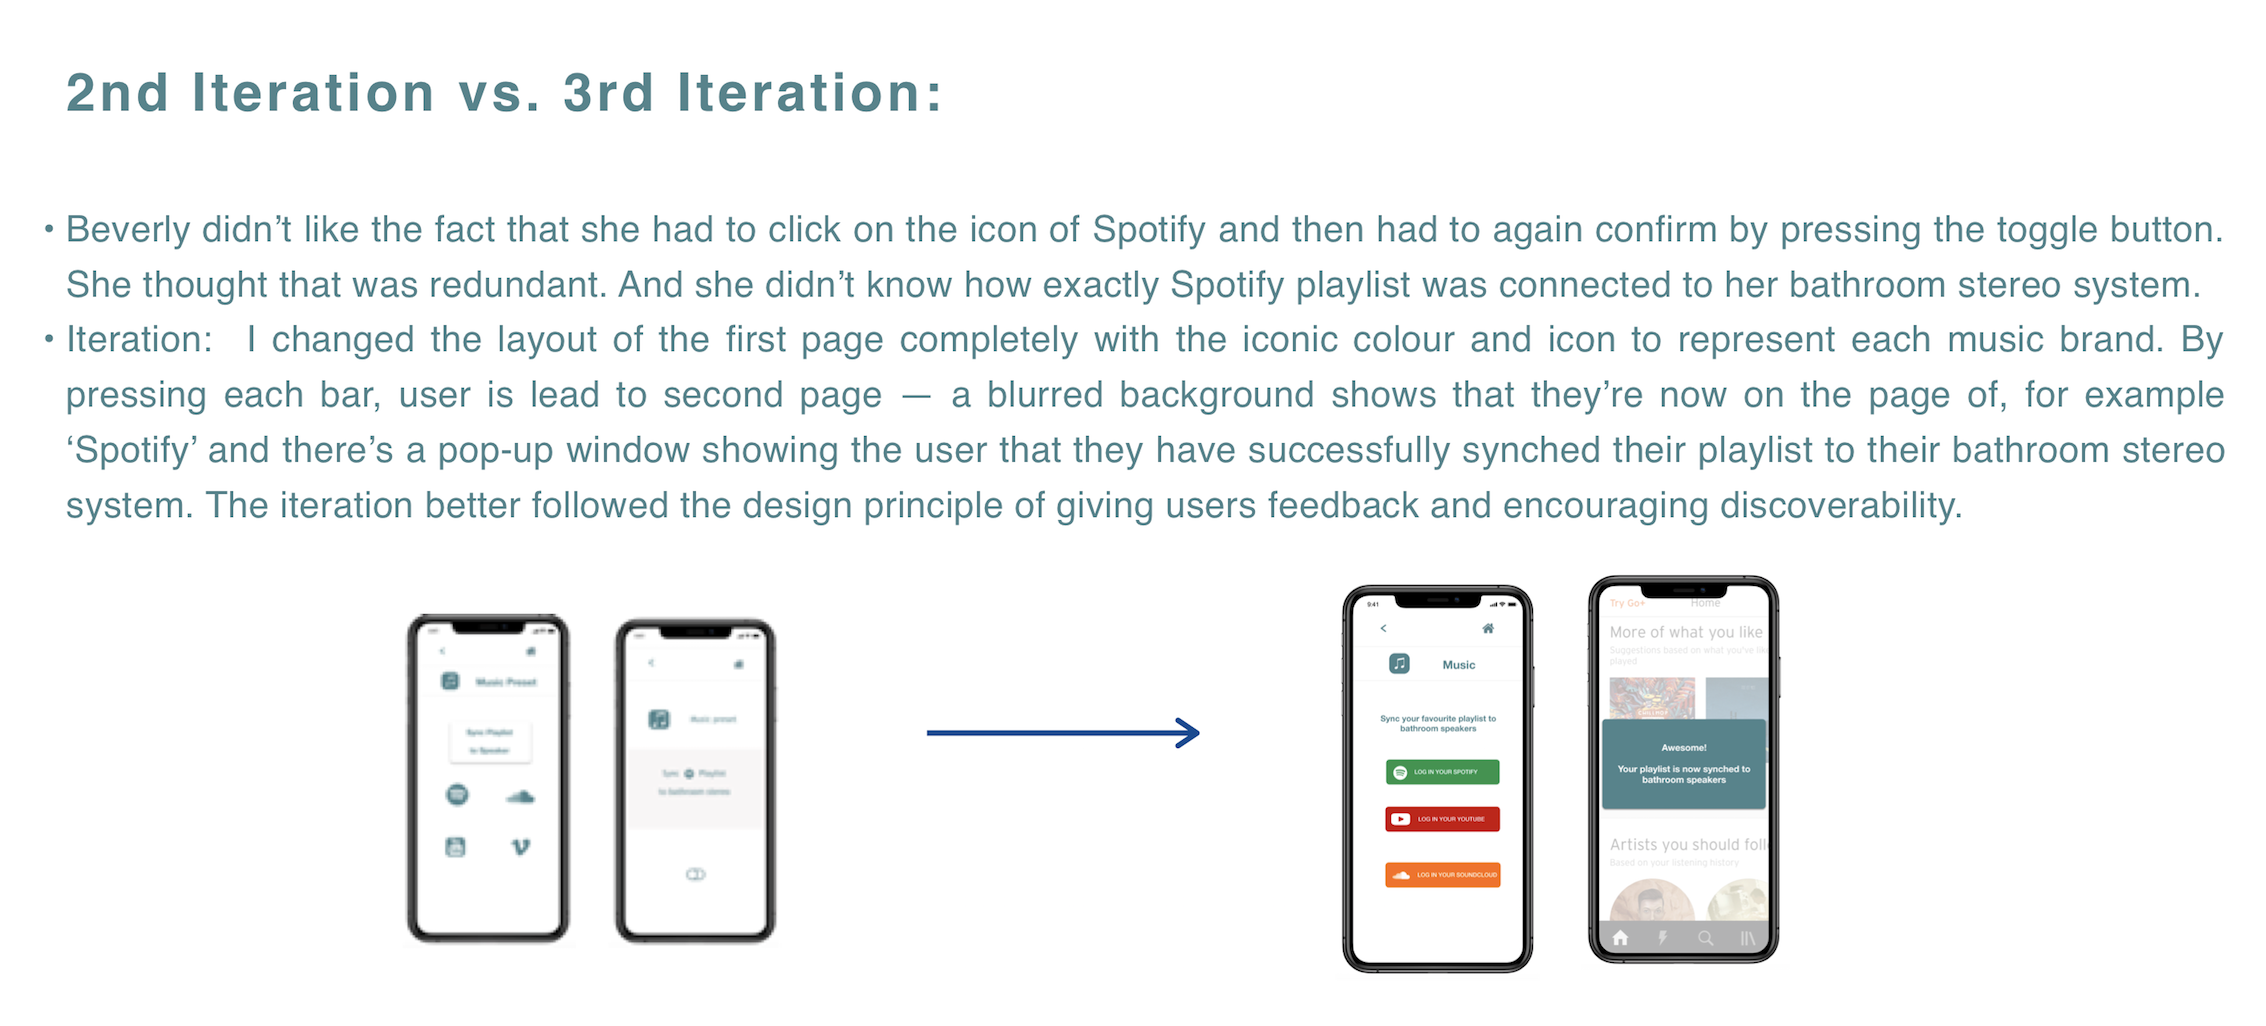 2nd Iteration vs. 3rd Iteration:
• Beverly didn’t like the fact that she had to click on the icon of Spotify and then had to again confirm by pressing the toggle button.
She thought that was redundant. And she didn’t know how exactly Spotify playlist was connected to her bathroom stereo system.
• Iteration: I changed the layout of the first page completely with the iconic colour and icon to represent each music brand. By
pressing each bar, user is lead to second page — a blurred background shows that they’re now on the page of, for example
‘Spotify’ and there’s a pop-up window showing the user that they have successfully synched their playlist to their bathroom stereo
system. The iteration better followed the design principle of giving users feedback and encouraging discoverability.
Music Preset
Sync Playlist
to Speaker
Music preset
Sync Playlist
to bathroom stereo
9:41
Music
Sync your favourite playlist to
bathroom speakers
LOG IN YOUR SPOTIFY
LOG IN YOUR YOUTUBE
LOG IN YOUR SOUNDCLOUD
Try Go+ Home
More of what you like
Suggestions based on what you've
played
Awesome!
Your playlist is now synched to
bathroom speakers
Artists you should foll
Based on your listening history